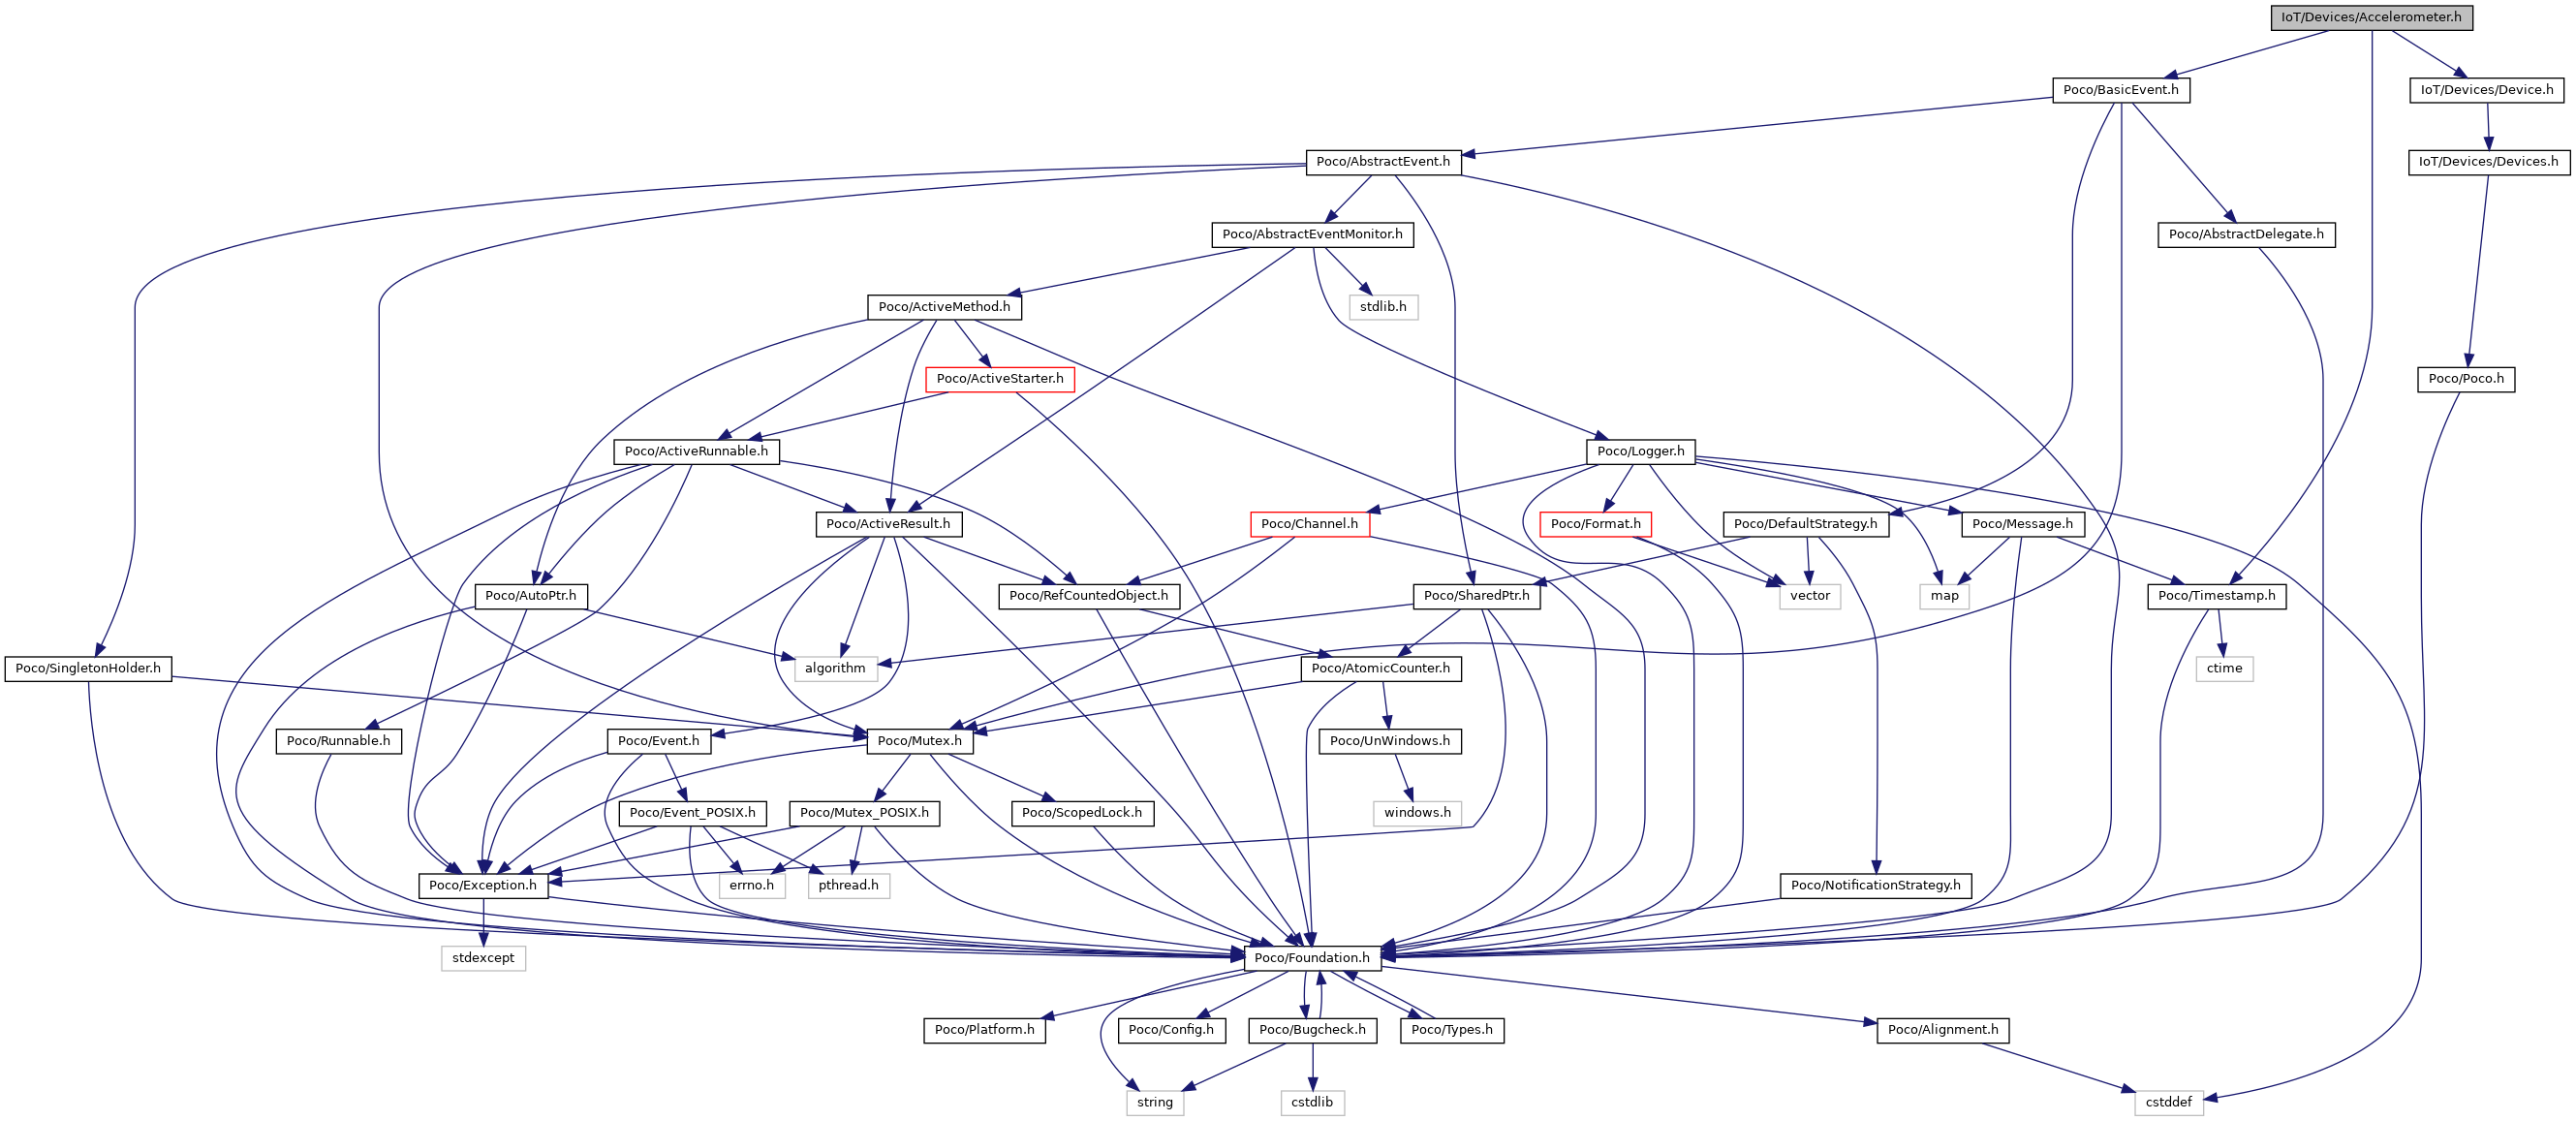 IoT/Devices/Accelerometer.h
Poco/BasicEvent.h
IoT/Devices/Device.h
Poco/AbstractEvent.h
IoT/Devices/Devices.h
Poco/AbstractEventMonitor.h
Poco/AbstractDelegate.h
Poco/ActiveMethod.h
stdlib.h
Poco/ActiveStarter.h
Poco/Poco.h
Poco/ActiveRunnable.h
Poco/Logger.h
Poco/ActiveResult.h
Poco/Channel.h
Poco/Format.h
Poco/DefaultStrategy.h
Poco/Message.h
Poco/AutoPtr.h
Poco/RefCountedObject.h
Poco/SharedPtr.h
vector
map
Poco/Timestamp.h
Poco/SingletonHolder.h
algorithm
Poco/AtomicCounter.h
ctime
Poco/Runnable.h
Poco/Event.h
Poco/Mutex.h
Poco/UnWindows.h
Poco/Event_POSIX.h
Poco/Mutex_POSIX.h
Poco/ScopedLock.h
windows.h
Poco/Exception.h
errno.h
pthread.h
Poco/NotificationStrategy.h
stdexcept
Poco/Foundation.h
Poco/Platform.h
Poco/Config.h
Poco/Bugcheck.h
Poco/Types.h
Poco/Alignment.h
string
cstdlib
cstddef